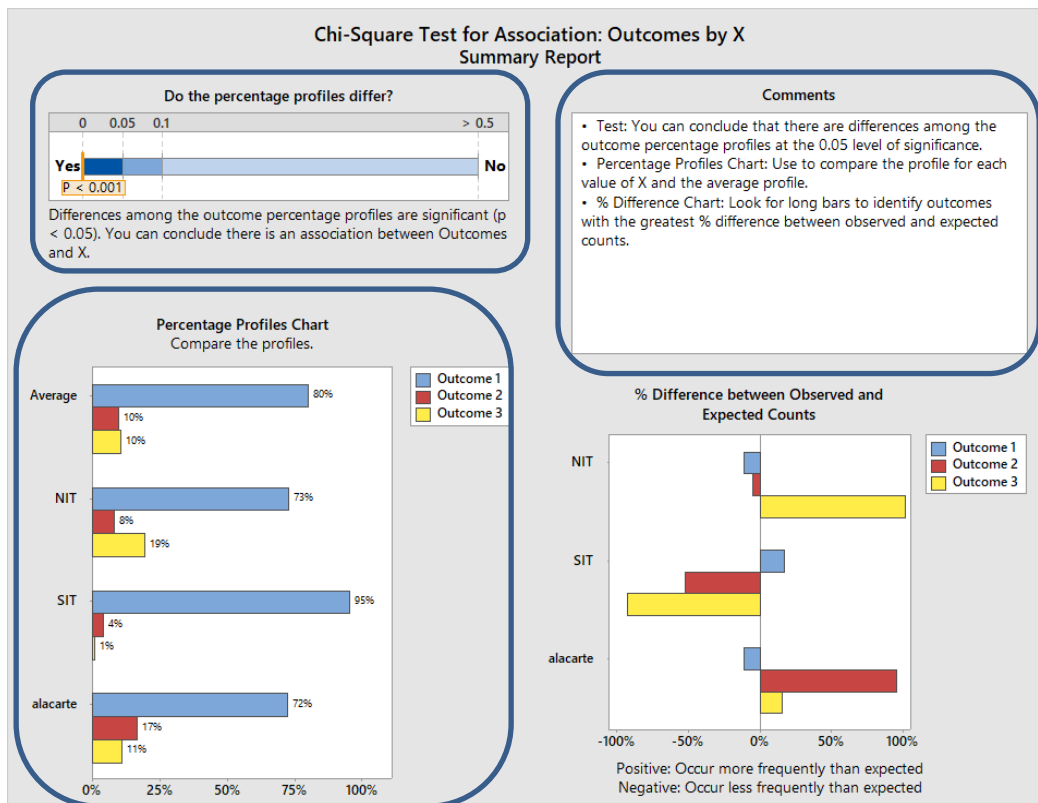 Chi-Square Test for Association: Outcomes by X
Summary Report
Do the percentage profiles differ?
0 0.05 0.1 > 0.5
Yes No
P < 0.001
Differences among the outcome percentage profiles are significant (p
< 0.05). You can conclude there is an association between Outcomes
and X.
Comments
• Test: You can conclude that there are differences among the
outcome percentage profiles at the 0.05 level of significance.
• Percentage Profiles Chart: Use to compare the profile for each
value of X and the average profile.
• % Difference Chart: Look for long bars to identify outcomes
with the greatest % difference between observed and expected
counts.
Percentage Profiles Chart
Compare the profiles.
Outcome 1
Outcome 2
Outcome 3
Average
80%
10%
10%
NIT
73%
8%
19%
SIT
95%
4%
1%
alacarte
72%
17%
11%
0% 25% 50% 75% 100%
% Difference between Observed and
Expected Counts
Outcome 1
Outcome 2
Outcome 3
NIT
SIT
alacarte
-100% -50% 0% 50% 100%
Positive: Occur more frequently than expected
Negative: Occur less frequently than expected